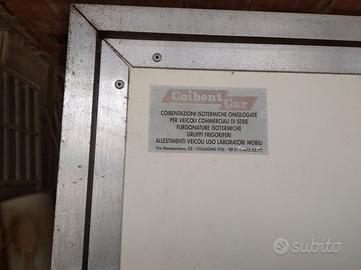 Coibent
Car
COIBENTAZIONI ISOTERMICHE OMOLOGATE
PER VEICOLI COMMERCIALI DI SERIE
FURGONATURE ISOTERMICHE
GRUPPI FRIGORIFERI
ALLESTIMENTI VEICOLI USO LABORATORI MOBILI
COLLEGNO (TO)
subito